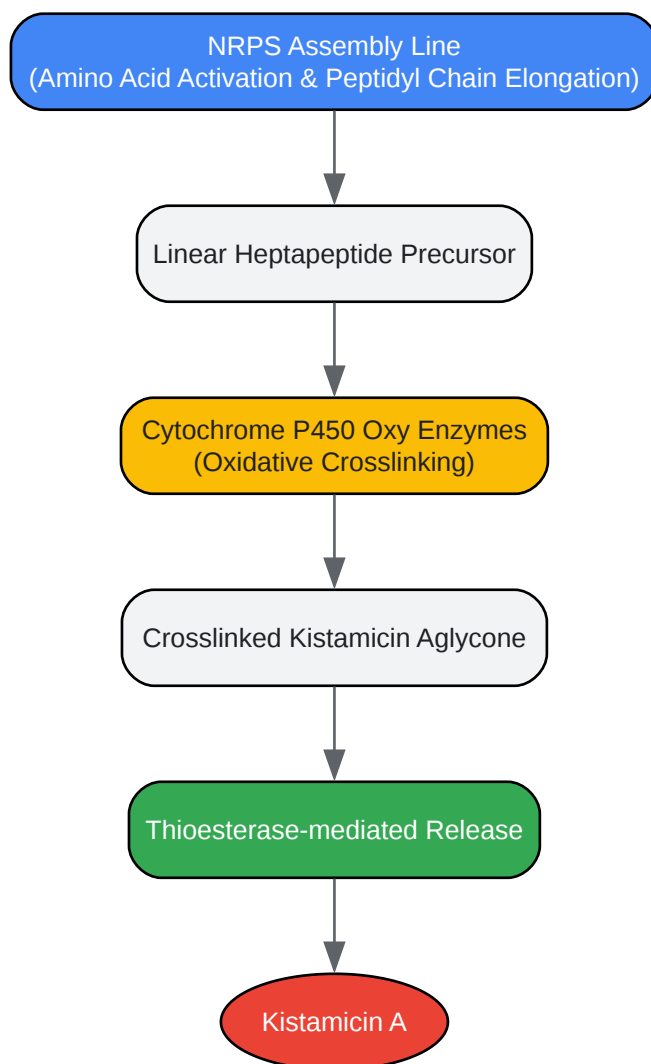 NRPS Assembly Line
(Amino Acid Activation & Peptidyl Chain Elongation)
Linear Heptapeptide Precursor
Cytochrome P450 Oxy Enzymes
(Oxidative Crosslinking)
Crosslinked Kistamicin Aglycone
Thioesterase-mediated Release
Kistamicin A